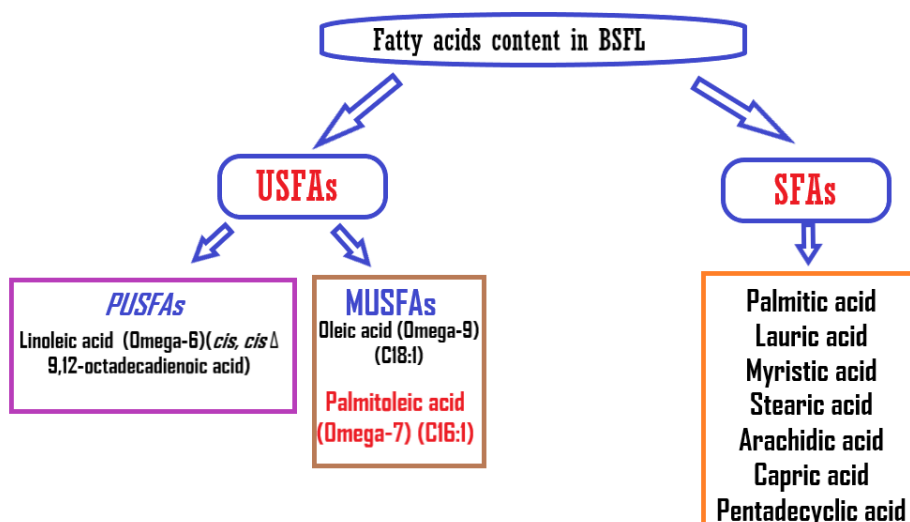 Fatty acids content in BSFL
USFAs
SFAs
PUSFAs
Linoleic acid (Omega-6)(cis, cis Δ
9,12-octadecadienoic acid)
MUSFAs
Oleic acid (Omega-9)
(C18:1)
Palmitoleic acid
(Omega-7) (C16:1)
Palmitic acid
Lauric acid
Myristic acid
Stearic acid
Arachidic acid
Capric acid
Pentadecyclic acid